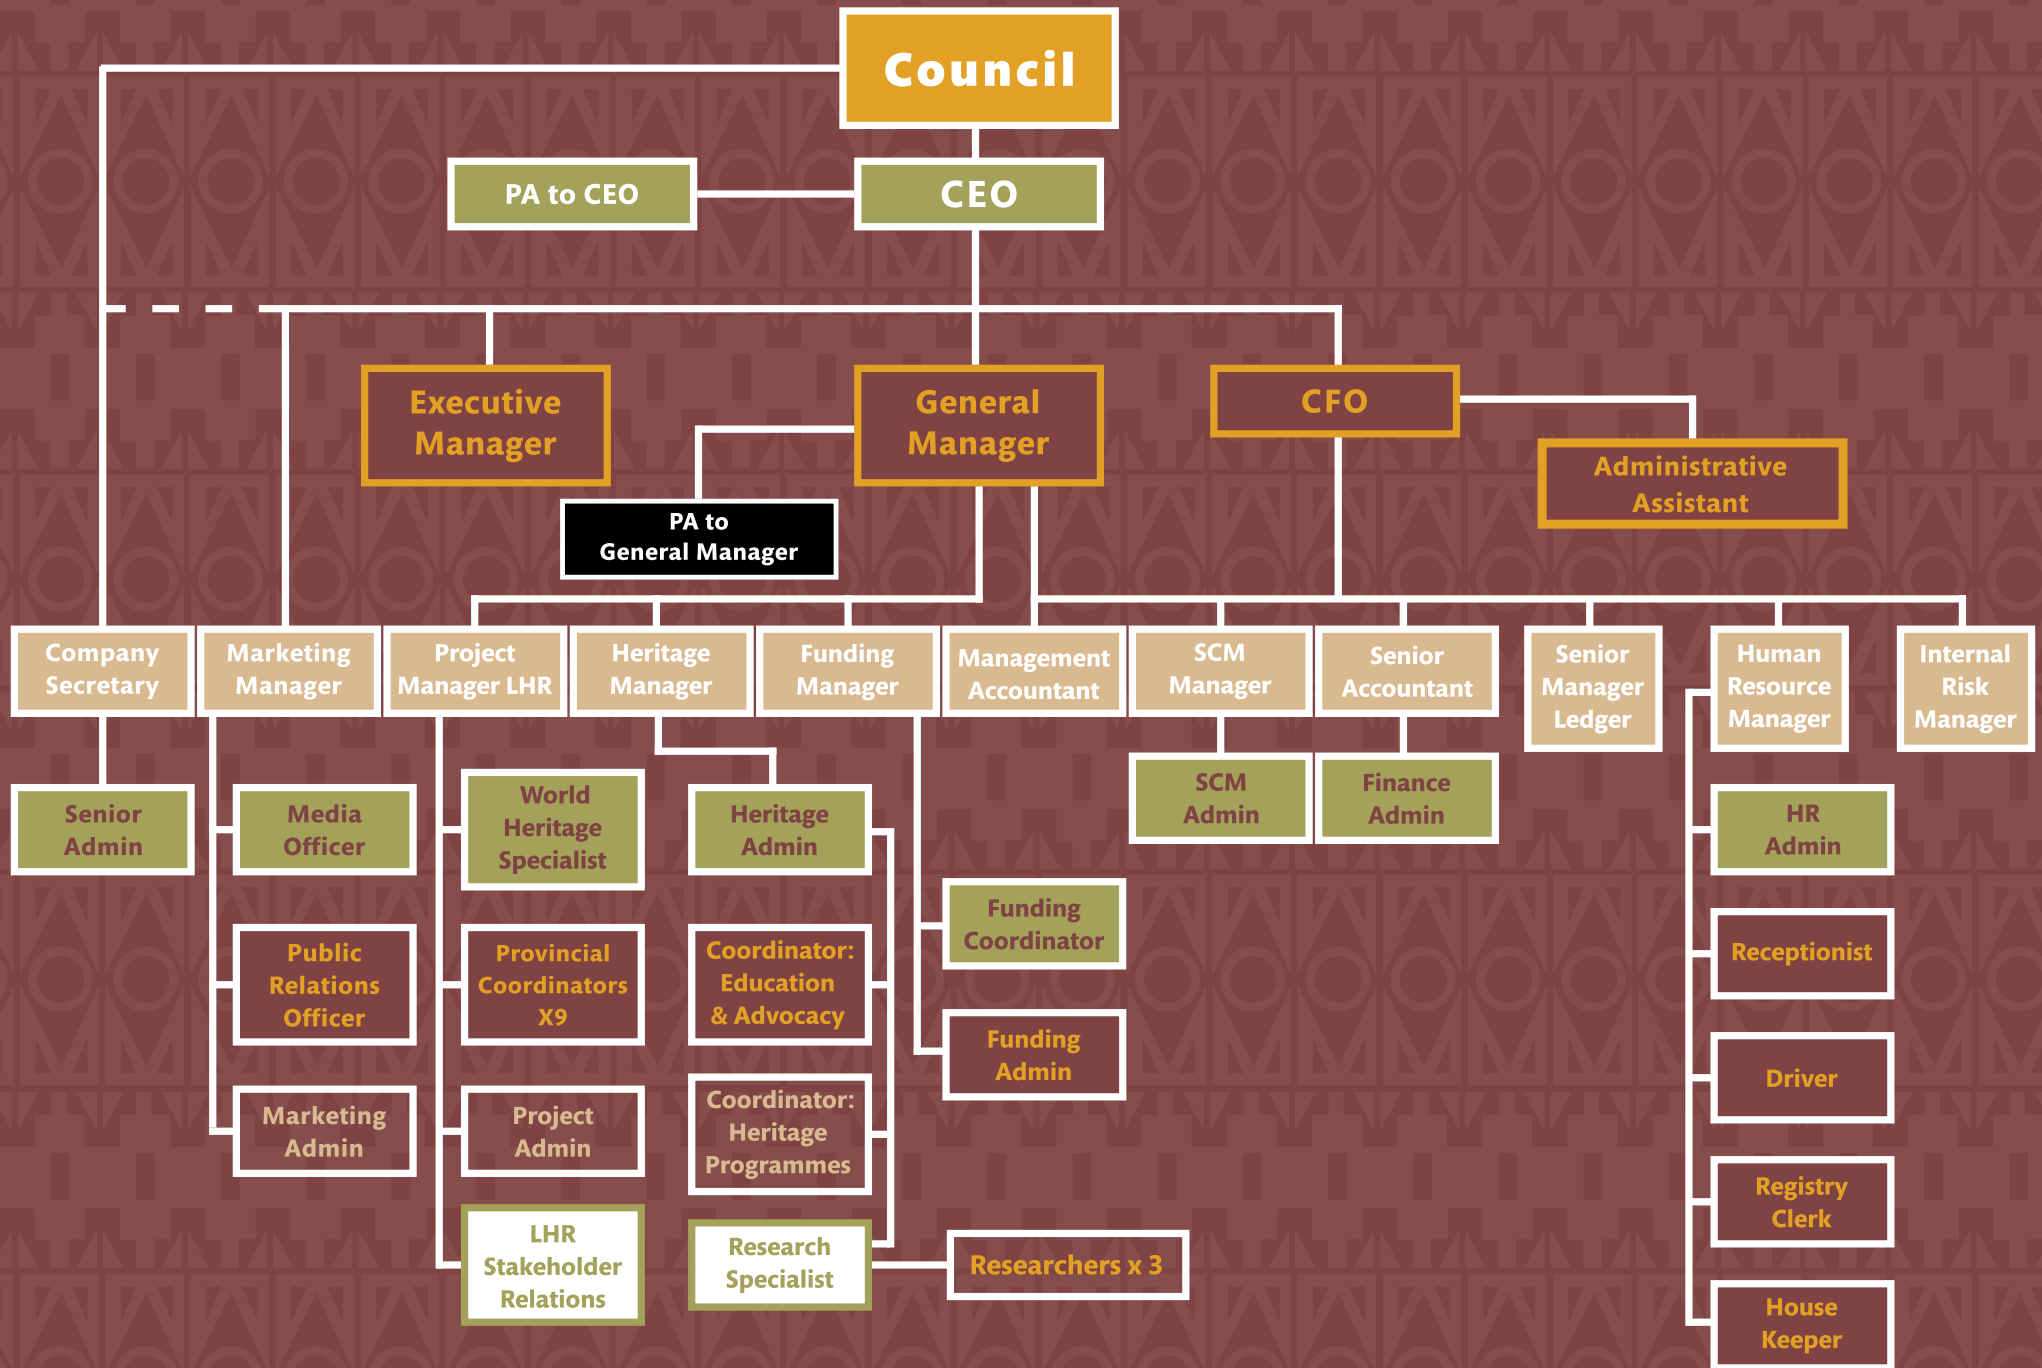 Council
PA to CEO
CEO
Executive
Manager
General
Manager
CFO
Administrative
Assistant
PA to
General Manager
Company
Secretary
Marketing
Manager
Project
Manager LHR
Heritage
Manager
Funding
Manager
Management
Accountant
SCM
Manager
Senior
Accountant
Senior
Manager
Ledger
Human
Resource
Manager
Internal
Risk
Manager
Senior
Admin
Media
Officer
World
Heritage
Specialist
Heritage
Admin
SCM
Admin
Finance
Admin
HR
Admin
Funding
Coordinator
Public
Relations
Officer
Provincial
Coordinators
X9
Coordinator:
Education
& Advocacy
Receptionist
Funding
Admin
Driver
Marketing
Admin
Project
Admin
Coordinator:
Heritage
Programmes
Registry
Clerk
LHR
Stakeholder
Relations
Research
Specialist
Researchers x 3
House
Keeper